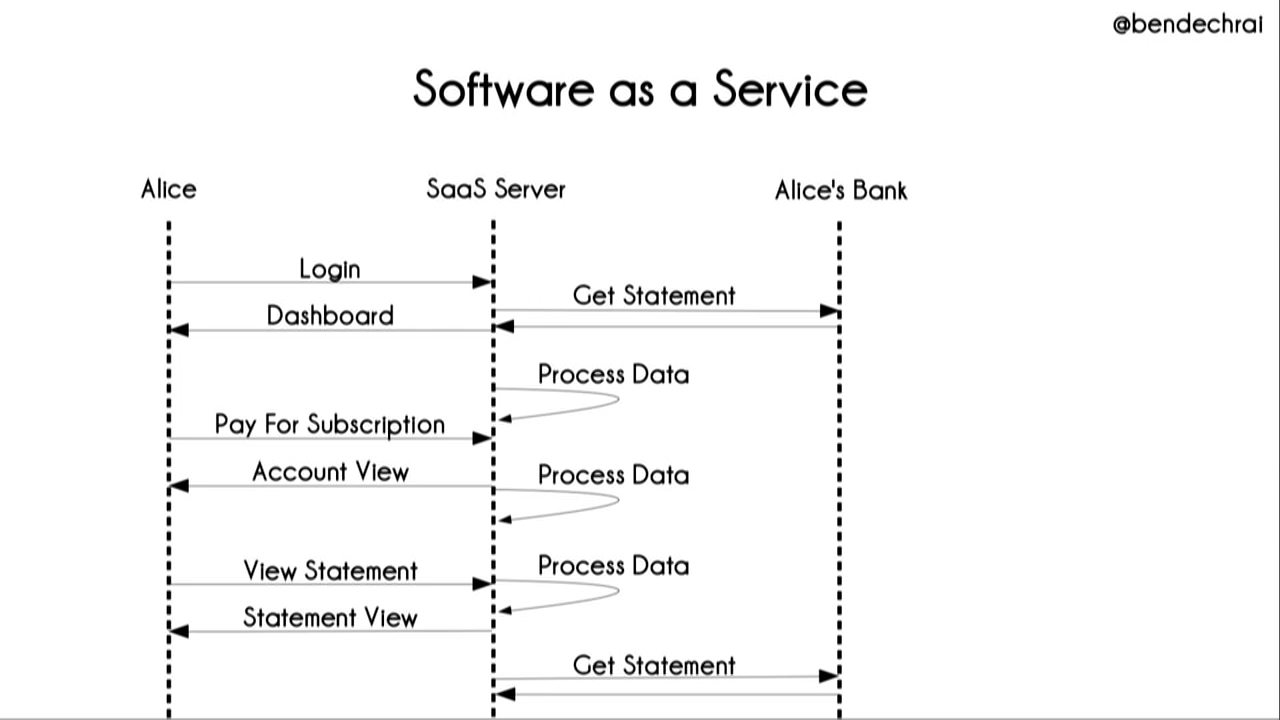 @bendechrai
Software as a Service
Alice
SaaS Server
Alice's Bank
Login
Get Statement
Dashboard
Process Data
Pay For Subscription
Account View
Process Data
View Statement
Process Data
Statement View
Get Statement